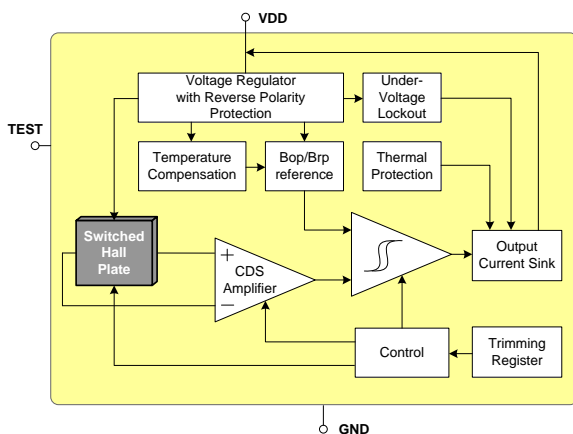 VDD
Voltage Regulator
with Reverse Polarity
Protection
Under-
Voltage
Lockout
TEST
Temperature
Compensation
Bop/Brp
reference
Thermal
Protection
Switched
Hall
Plate
+
CDS
Amplifier
−
Output
Current Sink
Control
Trimming
Register
GND